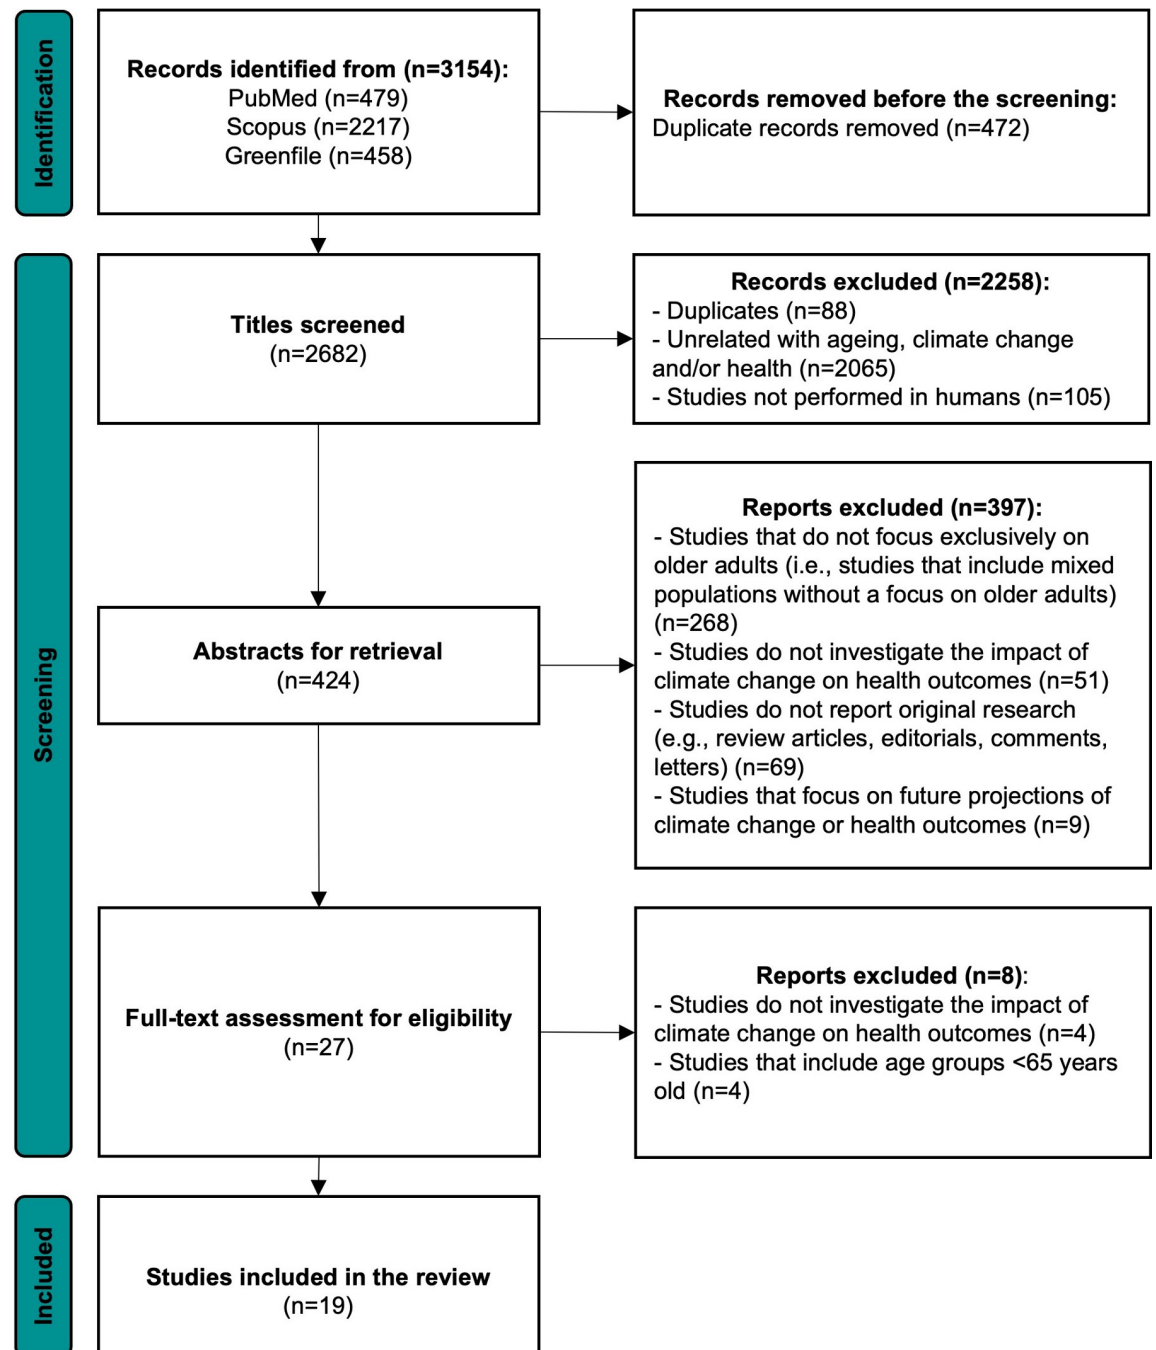 Identification
Records identified from (n=3154):
PubMed (n=479)
Scopus (n=2217)
Greenfile (n=458)
Records removed before the screening:
Duplicate records removed (n=472)
Screening
Titles screened
(n=2682)
Records excluded (n=2258):
- Duplicates (n=88)
- Unrelated with ageing, climate change
and/or health (n=2065)
- Studies not performed in humans (n=105)
Abstracts for retrieval
(n=424)
Reports excluded (n=397):
- Studies that do not focus exclusively on
older adults (i.e., studies that include mixed
populations without a focus on older adults)
(n=268)
- Studies do not investigate the impact of
climate change on health outcomes (n=51)
- Studies do not report original research
(e.g., review articles, editorials, comments,
letters) (n=69)
- Studies that focus on future projections of
climate change or health outcomes (n=9)
Full-text assessment for eligibility
(n=27)
Reports excluded (n=8):
- Studies do not investigate the impact of
climate change on health outcomes (n=4)
- Studies that include age groups <65 years
old (n=4)
Included
Studies included in the review
(n=19)